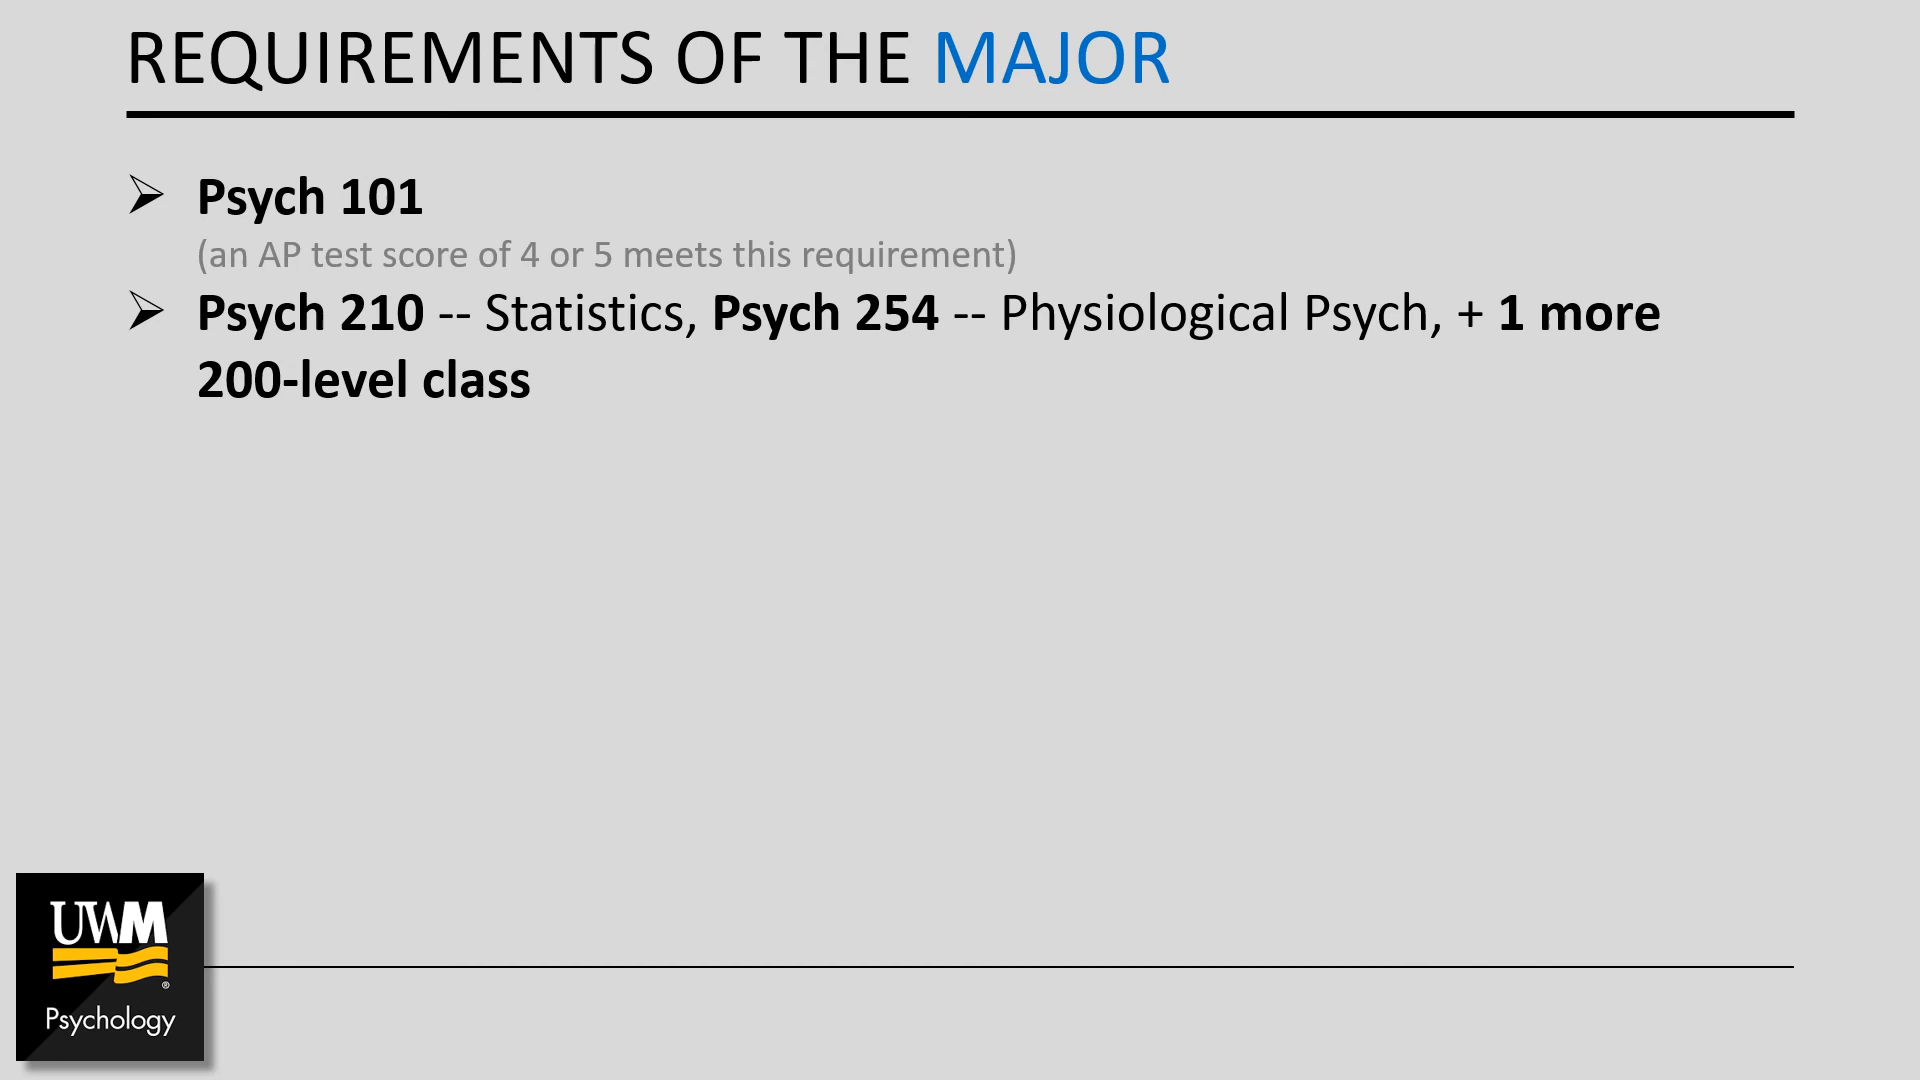 REQUIREMENTS OF THE MAJOR
Psych 101
(an AP test score of 4 or 5 meets this requirement)
Psych 210 -- Statistics, Psych 254 -- Physiological Psych, + 1 more
200-level class
UWM
®
Psychology